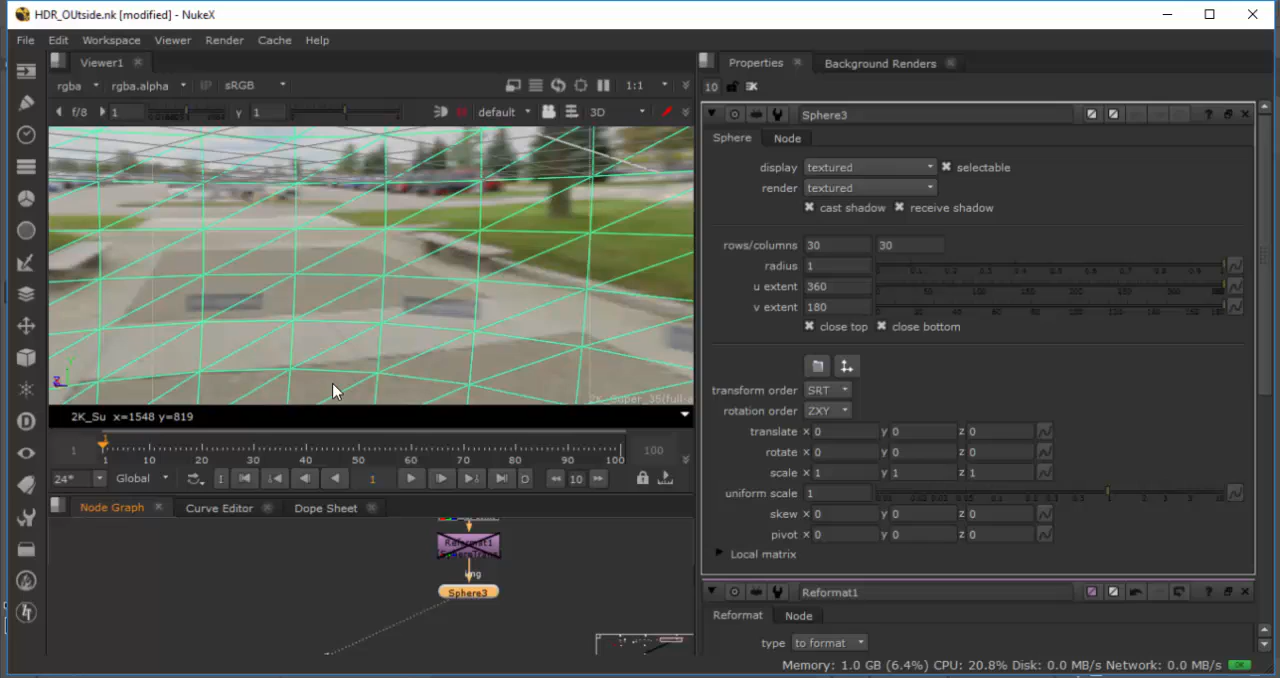 HDR_OUtside.nk [modified] - NukeX
File Edit Workspace Viewer Render Cache Help
Viewer1
rgba rgba.alpha IP sRGB 1:1
f/8 1 y 1 default 3D
2K_Su x=1548 y=819
1 100
1 10 20 30 40 50 60 70 80 90 100
24* Global 1 10
Node Graph Curve Editor Dope Sheet
Reformat1
img
Sphere3
Properties Background Renders
10
Sphere3
Sphere Node
display textured selectable
render textured
cast shadow receive shadow
rows/columns 30 30
radius 1
u extent 360
v extent 180
close top close bottom
transform order SRT
rotation order ZXY
translate x 0 y 0 z 0
rotate x 0 y 0 z 0
scale x 1 y 1 z 1
uniform scale 1
skew x 0 y 0 z 0
pivot x 0 y 0 z 0
Local matrix
Reformat1
Reformat Node
type to format
Memory: 1.0 GB (6.4%) CPU: 20.8% Disk: 0.0 MB/s Network: 0.0 MB/s